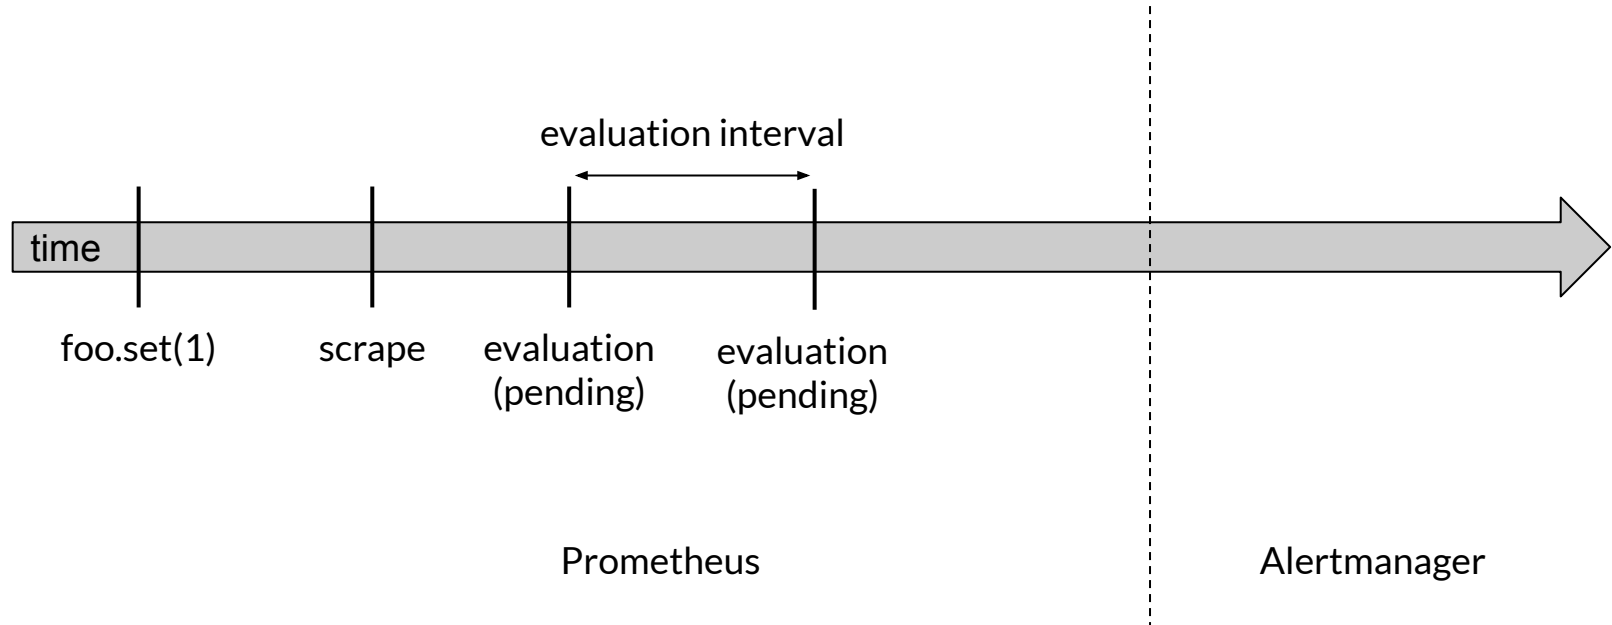 evaluation interval
time
foo.set(1)
scrape
evaluation
(pending)
evaluation
(pending)
Prometheus
Alertmanager